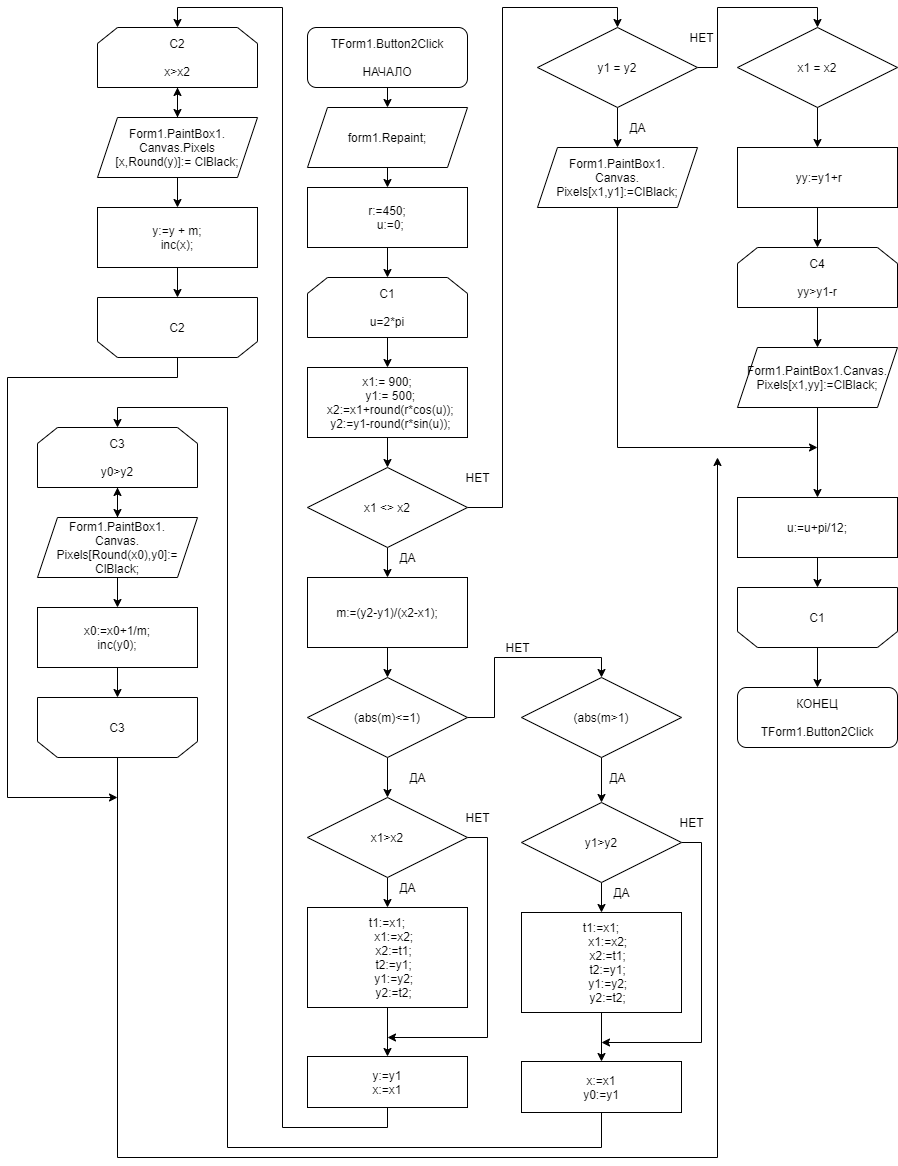 C2
x>x2
Form1.PaintBox1.
Canvas.Pixels
[x,Round(y)]:= ClBlack;
y:=y + m;
inc(x);
C2
C3
y0>y2
Form1.PaintBox1.
Canvas.
Pixels[Round(x0),y0]:=
ClBlack;
x0:=x0+1/m;
inc(y0);
C3
TForm1.Button2Click
НАЧАЛО
form1.Repaint;
r:=450;
u:=0;
C1
u=2*pi
x1:= 900;
y1:= 500;
x2:=x1+round(r*cos(u));
y2:=y1-round(r*sin(u));
x1 <> x2
НЕТ
ДА
m:=(y2-y1)/(x2-x1);
(abs(m)<=1)
НЕТ
ДА
x1>x2
НЕТ
ДА
t1:=x1;
x1:=x2;
x2:=t1;
t2:=y1;
y1:=y2;
y2:=t2;
y:=y1
x:=x1
(abs(m>1)
ДА
y1>y2
НЕТ
ДА
t1:=x1;
x1:=x2;
x2:=t1;
t2:=y1;
y1:=y2;
y2:=t2;
x:=x1
y0:=y1
y1 = y2
НЕТ
ДА
Form1.PaintBox1.
Canvas.
Pixels[x1,y1]:=ClBlack;
x1 = x2
yy:=y1+r
C4
yy>y1-r
Form1.PaintBox1.Canvas.
Pixels[x1,yy]:=ClBlack;
u:=u+pi/12;
C1
КОНЕЦ
TForm1.Button2Click